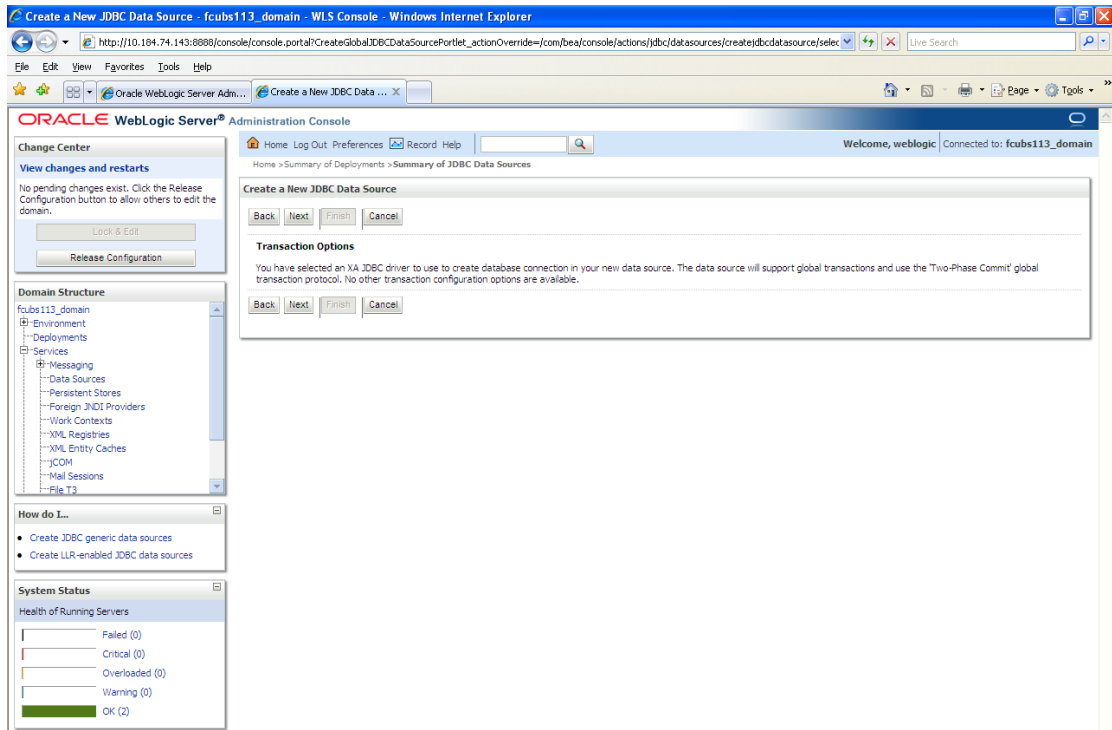 Create a New JDBC Data Source - fcubs113_domain - WLS Console - Windows Internet Explorer
http://10.184.74.143:8888/console/console.portal?CreateGlobalJDBCDataSourcePortlet_actionOverride=/com/bea/console/actions/jdbc/datasources/createjdbcdatasource/selec
Live Search
File Edit View Favorites Tools Help
Oracle WebLogic Server Adm...
Create a New JDBC Data ...
Page
Tools
ORACLE WebLogic Server® Administration Console
Change Center
View changes and restarts
No pending changes exist. Click the Release
Configuration button to allow others to edit the
domain.
Lock & Edit
Release Configuration
Domain Structure
fcubs113_domain
Environment
Deployments
Services
Messaging
Data Sources
Persistent Stores
Foreign JNDI Providers
Work Contexts
XML Registries
XML Entity Caches
jCOM
Mail Sessions
File T3
How do I...
Create JDBC generic data sources
Create LLR-enabled JDBC data sources
System Status
Health of Running Servers
Failed (0)
Critical (0)
Overloaded (0)
Warning (0)
OK (2)
Home Log Out Preferences Record Help
Welcome, weblogic
Connected to: fcubs113_domain
Home >Summary of Deployments >Summary of JDBC Data Sources
Create a New JDBC Data Source
Back Next Finish Cancel
Transaction Options
You have selected an XA JDBC driver to use to create database connection in your new data source. The data source will support global transactions and use the 'Two-Phase Commit' global
transaction protocol. No other transaction configuration options are available.
Back Next Finish Cancel